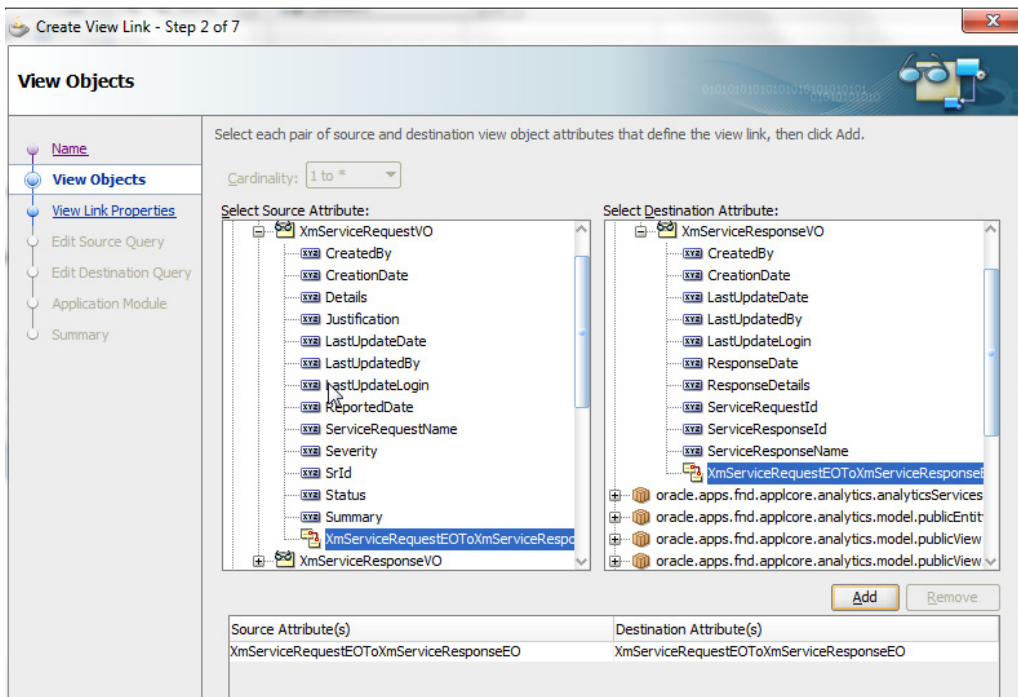 Create View Link - Step 2 of 7
View Objects
Name
View Objects
View Link Properties
Edit Source Query
Edit Destination Query
Application Module
Summary
Select each pair of source and destination view object attributes that define the view link, then click Add.
Cardinality: 1 to *
Select Source Attribute:
XmServiceRequestVO
CreatedBy
CreationDate
Details
Justification
LastUpdateDate
LastUpdatedBy
LastUpdateLogin
ReportedDate
ServiceRequestName
Severity
SrId
Status
Summary
XmServiceRequestEOToXmServiceRespo
XmServiceResponseVO
Select Destination Attribute:
XmServiceResponseVO
CreatedBy
CreationDate
LastUpdateDate
LastUpdatedBy
LastUpdateLogin
ResponseDate
ResponseDetails
ServiceRequestId
ServiceResponseId
ServiceResponseName
XmServiceRequestEOToXmServiceResponseE
oracle.apps.fnd.applcore.analytics.analyticsServices
oracle.apps.fnd.applcore.analytics.model.publicEntit
oracle.apps.fnd.applcore.analytics.model.publicView
oracle.apps.fnd.applcore.analytics.model.publicView
Add Remove
Source Attribute(s) Destination Attribute(s)
XmServiceRequestEOToXmServiceResponseEO XmServiceRequestEOToXmServiceResponseEO